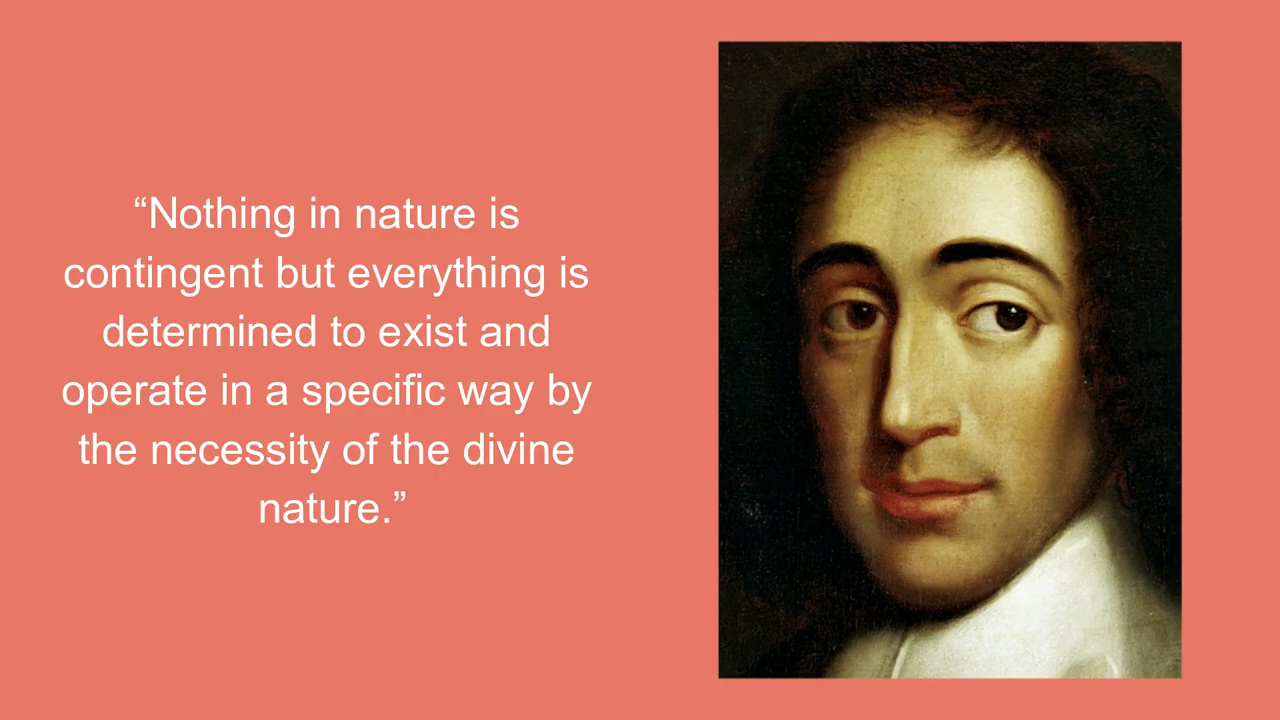 “Nothing in nature is
contingent but everything is
determined to exist and
operate in a specific way by
the necessity of the divine
nature.”